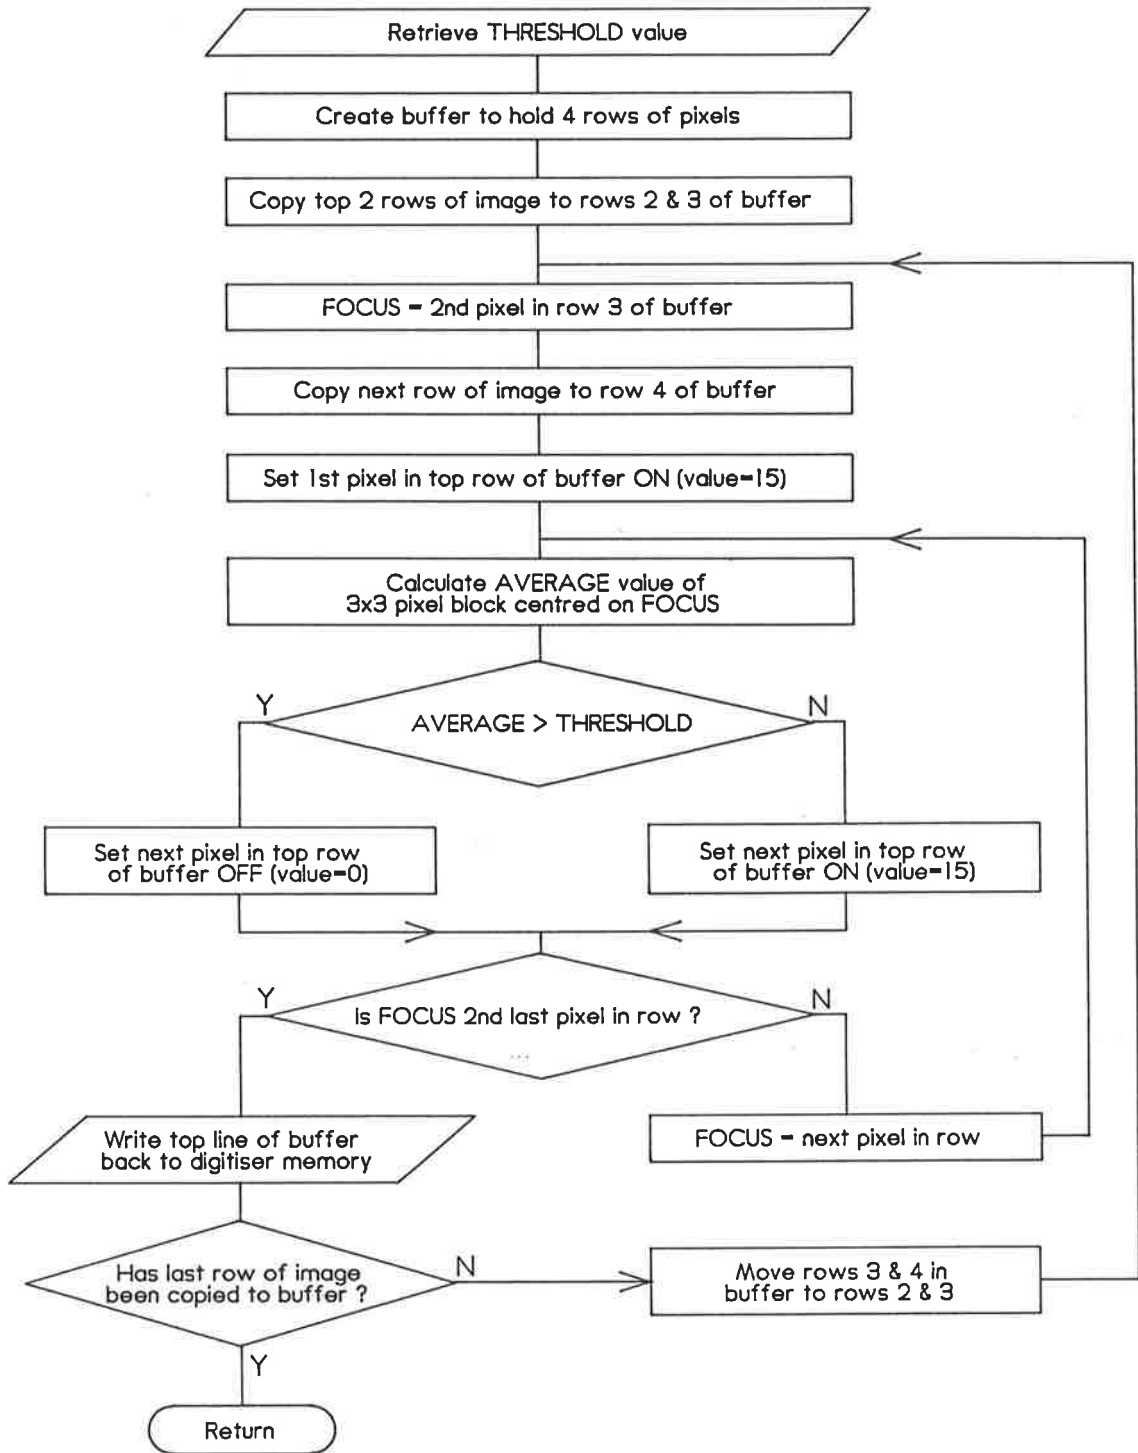 Retrieve THRESHOLD value
Create buffer to hold 4 rows of pixels
Copy top 2 rows of image to rows 2 & 3 of buffer
FOCUS = 2nd pixel in row 3 of buffer
Copy next row of image to row 4 of buffer
Set 1st pixel in top row of buffer ON (value=15)
Calculate AVERAGE value of
3x3 pixel block centred on FOCUS
Y
N
AVERAGE > THRESHOLD
Set next pixel in top row
of buffer OFF (value=0)
Set next pixel in top row
of buffer ON (value=15)
Y
N
Is FOCUS 2nd last pixel in row ?
...
Write top line of buffer
back to digitiser memory
FOCUS = next pixel in row
Has last row of image
been copied to buffer ?
N
Move rows 3 & 4 in
buffer to rows 2 & 3
Y
Return